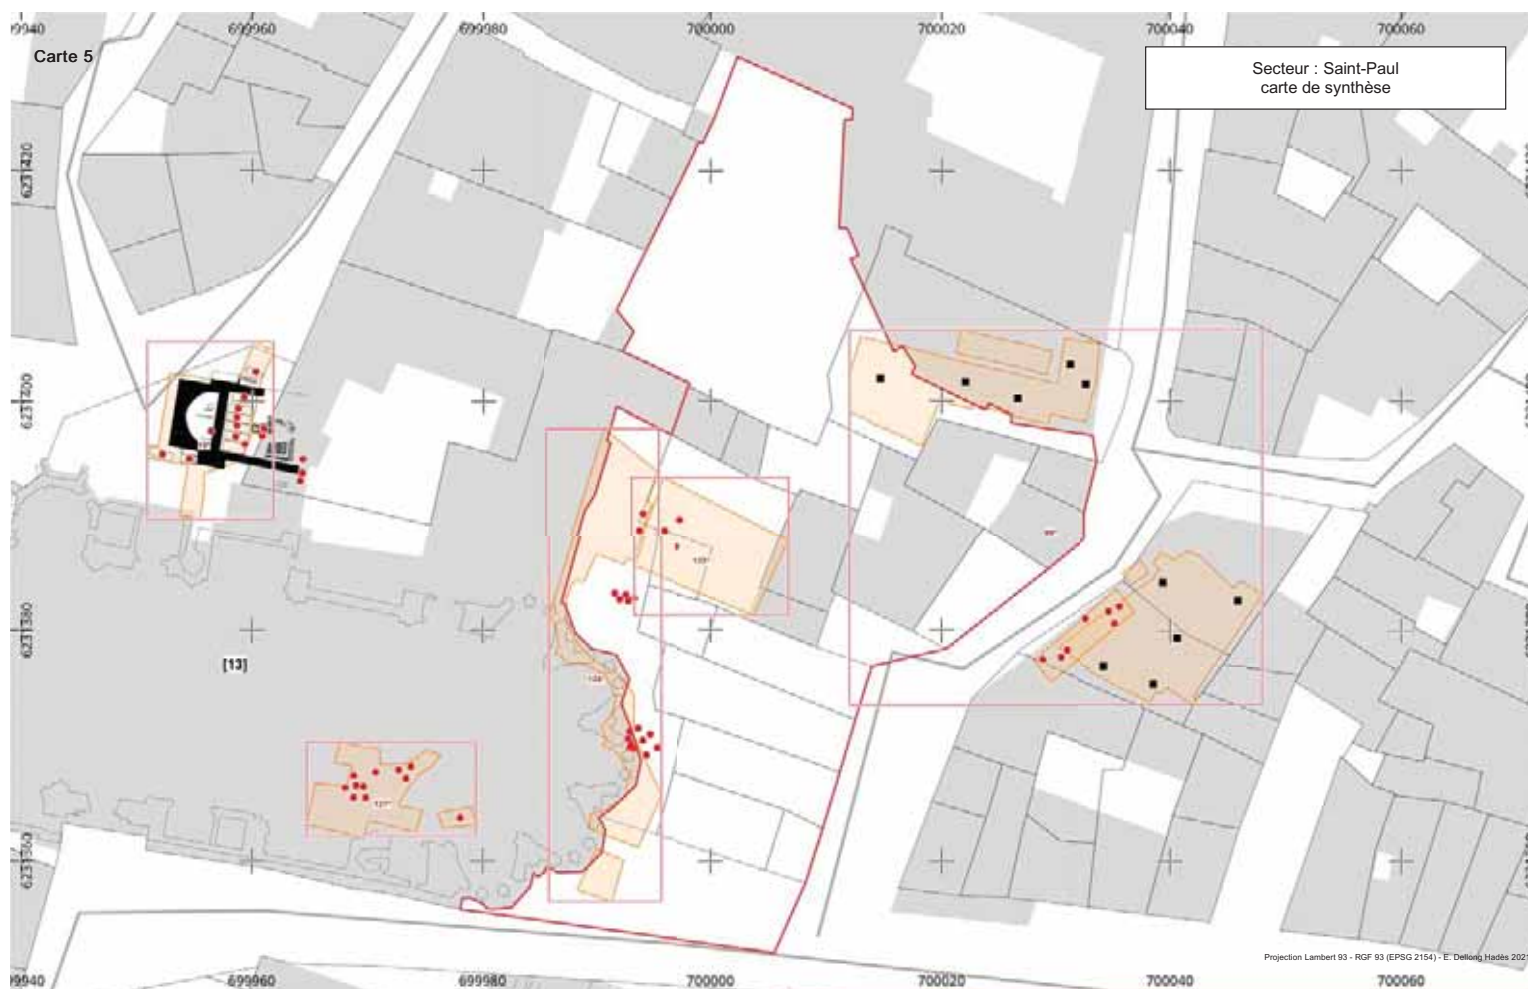 699940 699960 699980 700000 700020 700040 700060
Carte 5
Secteur : Saint-Paul
carte de synthèse
6231420
6231400
6231380
[13]
6231360
Projection Lambert 93 - RGF 93 (EPSG 2154) - E. Dellong Hadès 2021
699940 699960 699980 700000 700020 700040 700060